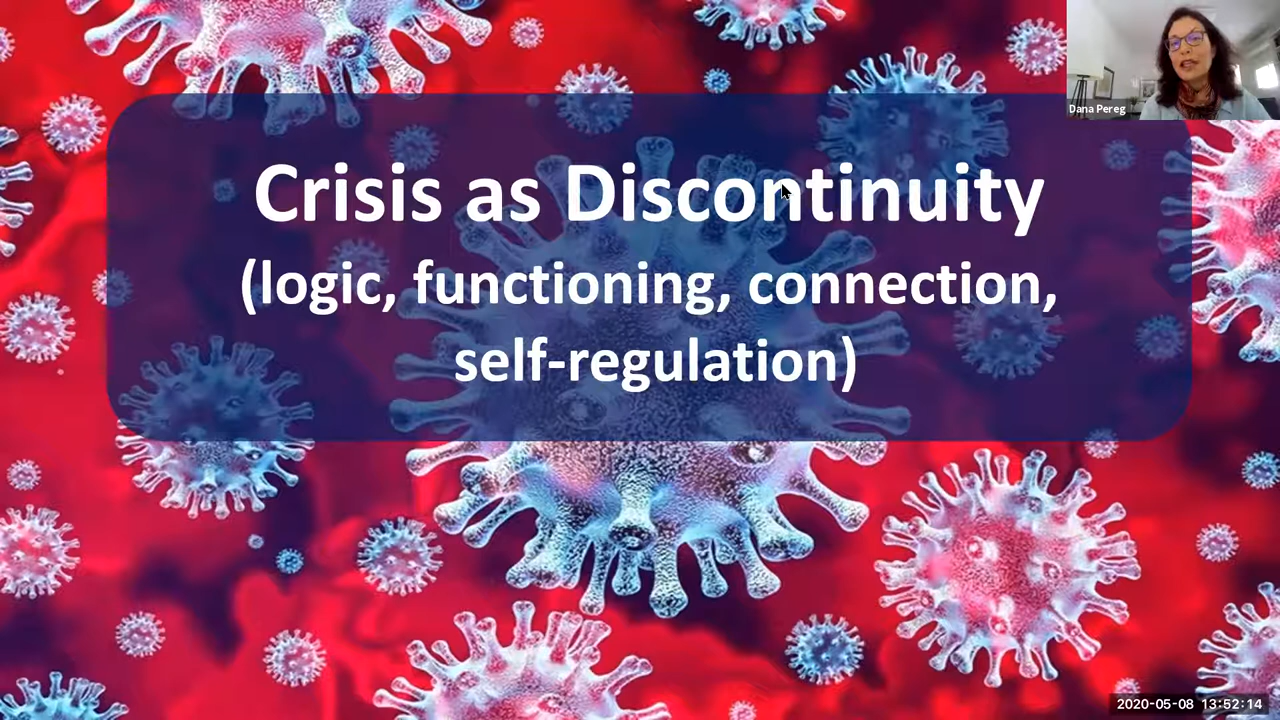 Dana Pereg
Crisis as Discontinuity
(logic, functioning, connection,
self-regulation)
2020-05-08 13:52:14